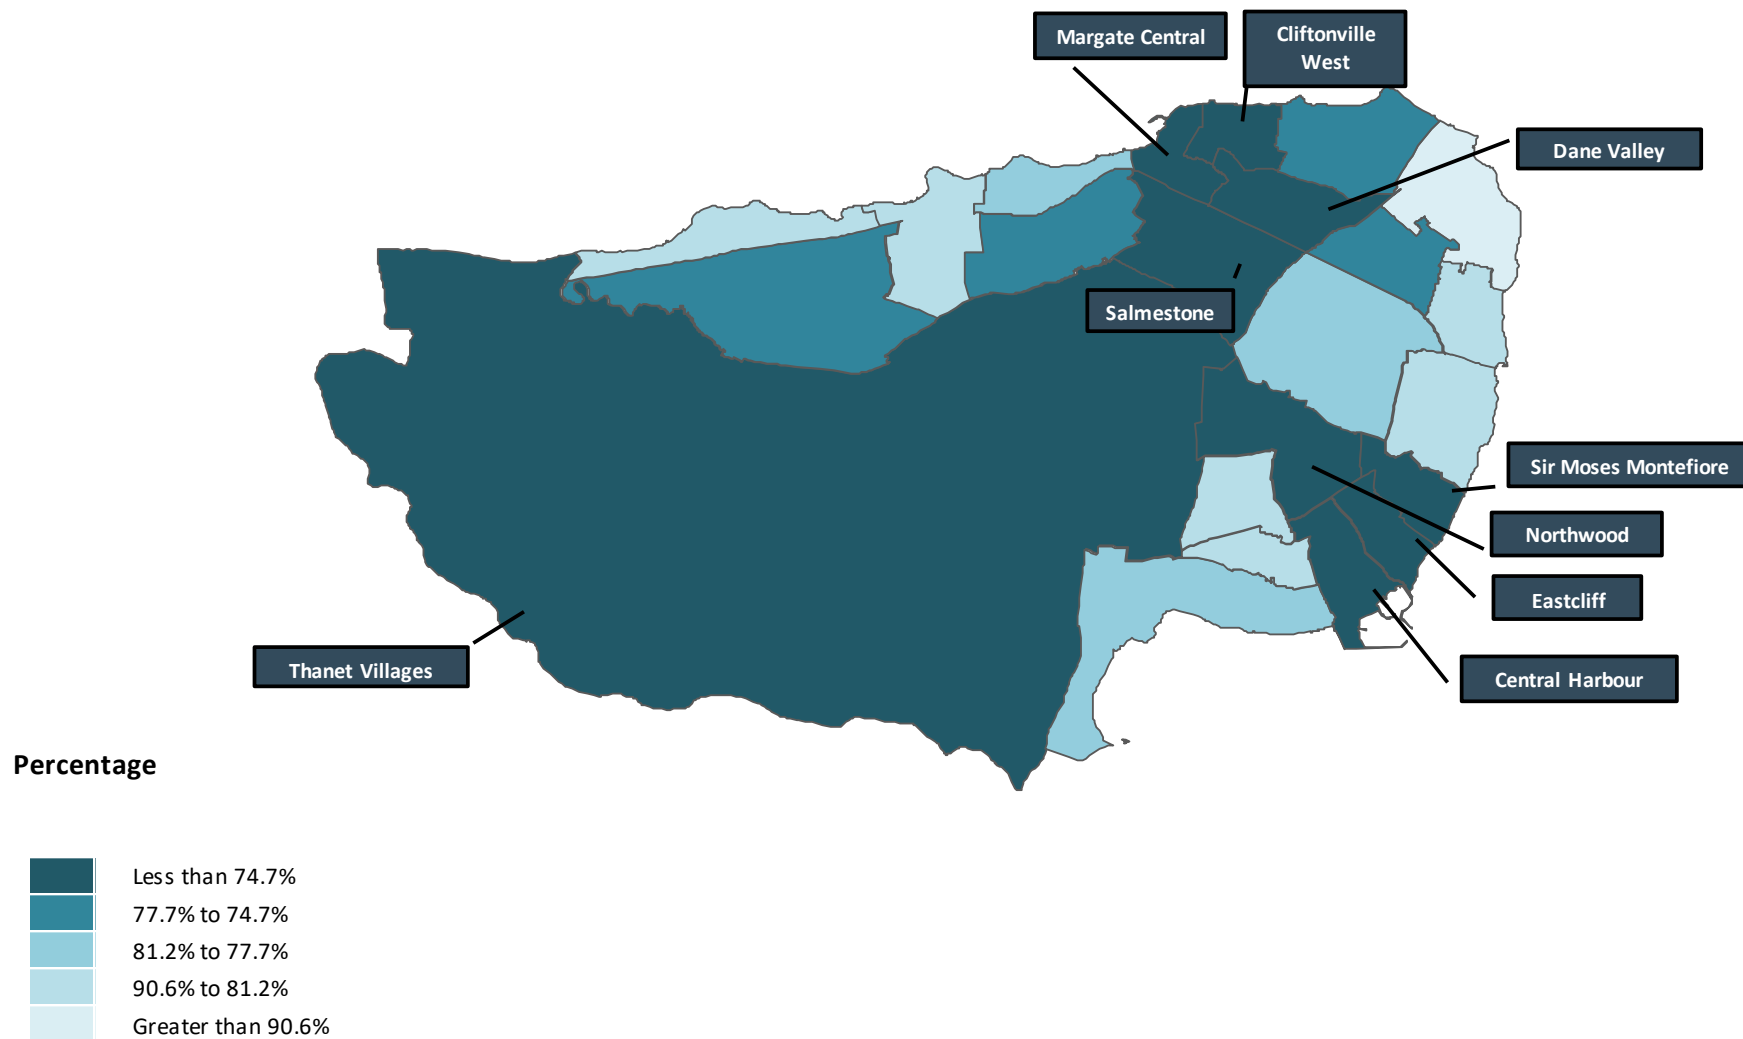 Margate Central
Cliftonville
West
Dane Valley
Salmestone
Sir Moses Montefiore
Northwood
Eastcliff
Thanet Villages
Central Harbour
Percentage
Less than 74.7%
77.7% to 74.7%
81.2% to 77.7%
90.6% to 81.2%
Greater than 90.6%